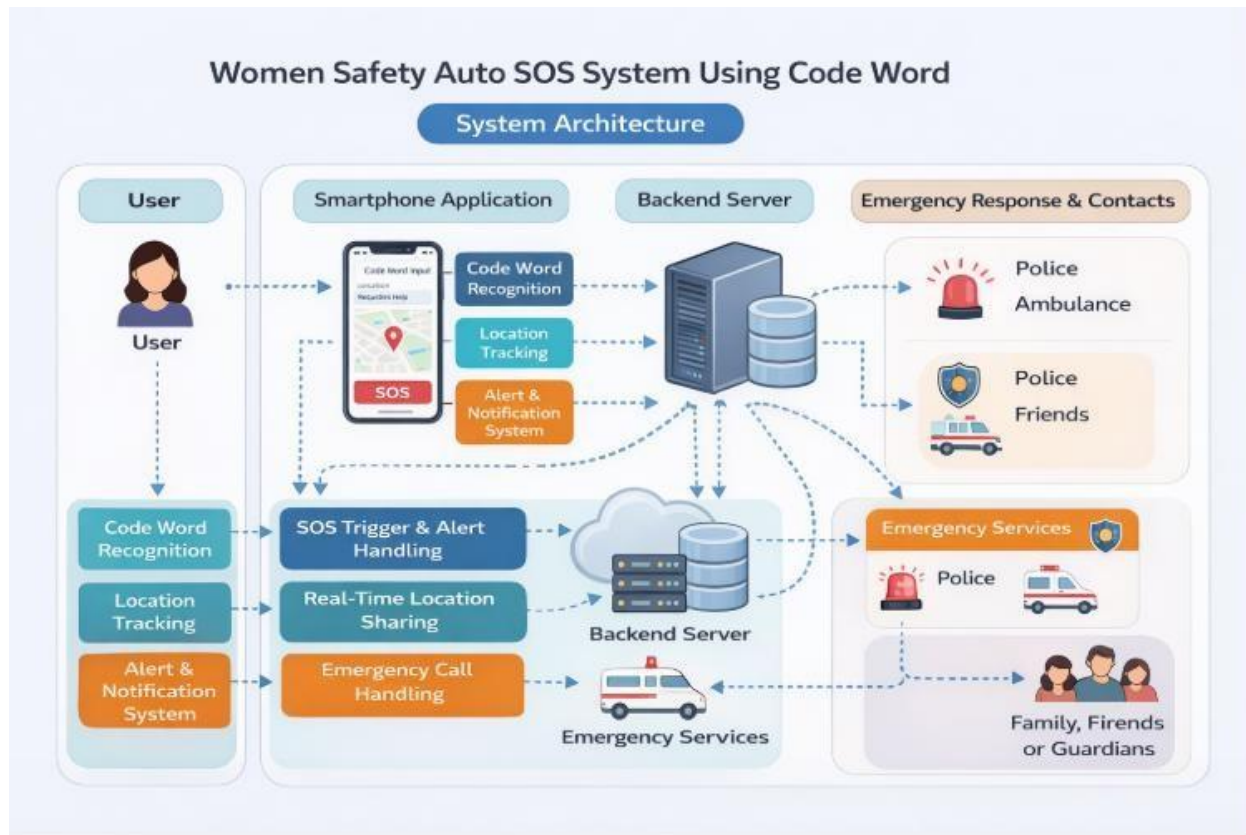 Women Safety Auto SOS System Using Code Word
System Architecture
User
Smartphone Application
Backend Server
Emergency Response & Contacts
User
Code Word Input
SOS
Code Word
Recognition
Location
Tracking
Alert &
Notification
System
Police
Ambulance
Police
Friends
Code Word
Recognition
Location
Tracking
Alert &
Notification
System
SOS Trigger & Alert
Handling
Real-Time Location
Sharing
Emergency Call
Handling
Backend Server
Emergency Services
Emergency Services
Police
Family, Firends
or Guardians